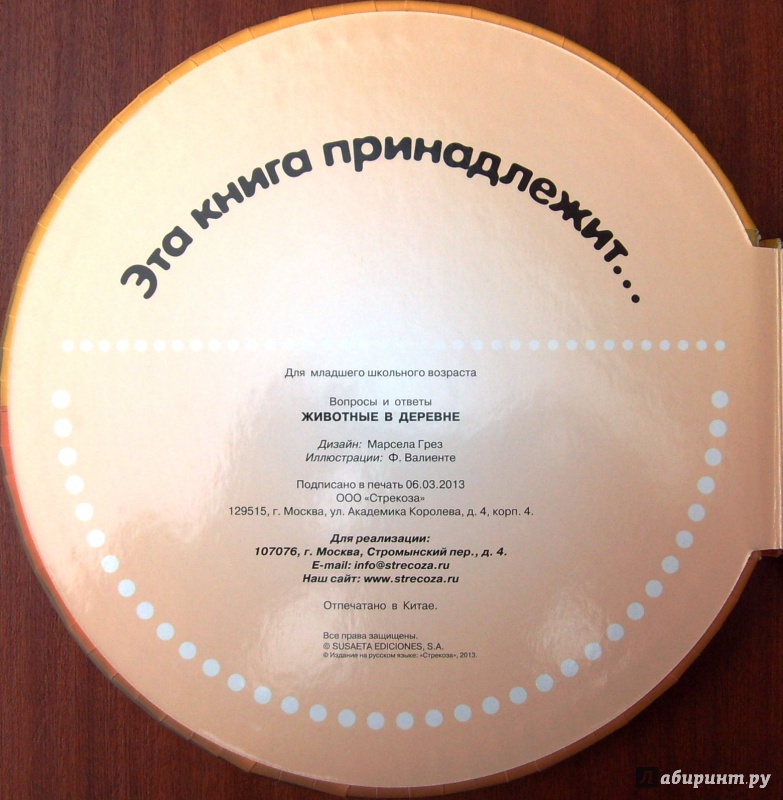 Эта книга принадлежит...
Для младшего школьного возраста
Вопросы и ответы
ЖИВОТНЫЕ В ДЕРЕВНЕ
Дизайн: Марсела Грез
Иллюстрации: Ф. Валиенте
Подписано в печать 06.03.2013
ООО «Стрекоза»
129515, г. Москва, ул. Академика Королева, д. 4, корп. 4.
Для реализации:
107076, г. Москва, Стромынский пер., д. 4.
E-mail: info@strecoza.ru
Наш сайт: www.strecoza.ru
Отпечатано в Китае.
Все права защищены.
© SUSAETA EDICIONES, S.A.
© Издание на русском языке: «Стрекоза», 2013.
Лабиринт.ру